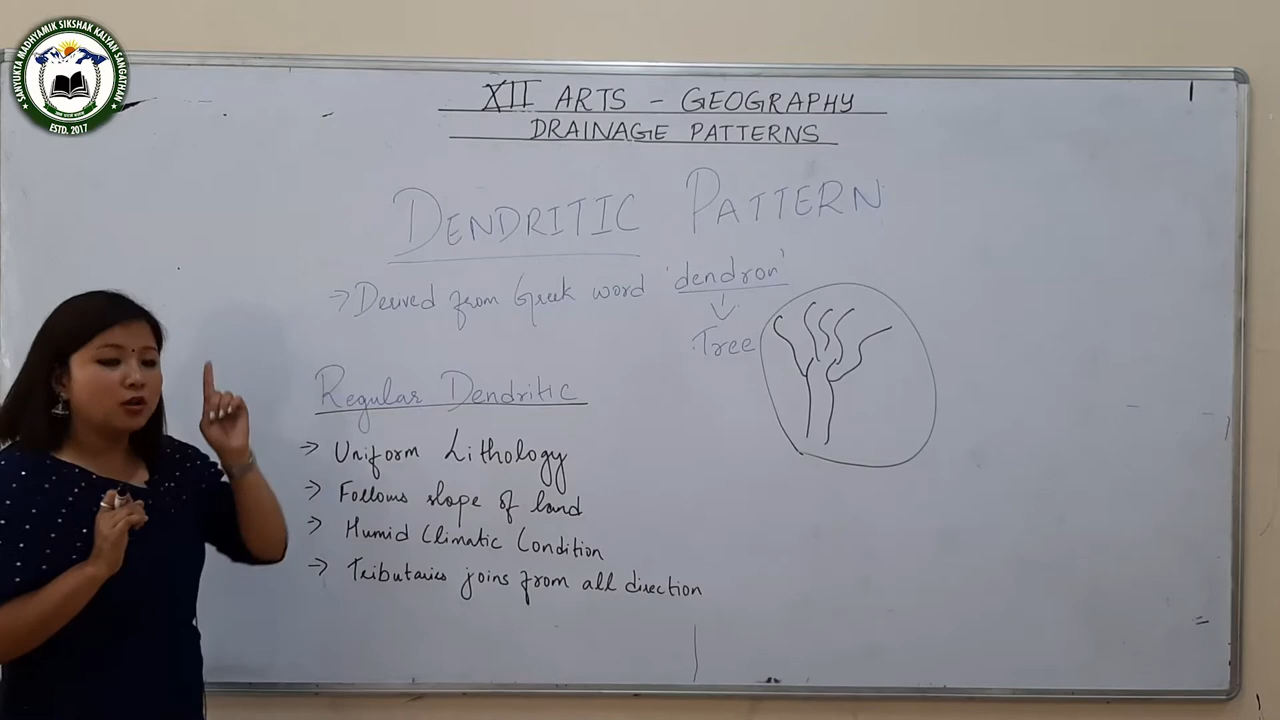 SANYUKTA MADHYAMIK SIKSHAK KALYAN SANGATHAN
ESTD. 2017
XII ARTS - GEOGRAPHY
DRAINAGE PATTERNS
DENDRITIC PATTERN
→ Derived from Greek word 'dendron'
↓
Tree
Regular Dendritic
→ Uniform Lithology
→ Follows slope of land
→ Humid Climatic Condition
→ Tributaries joins from all direction